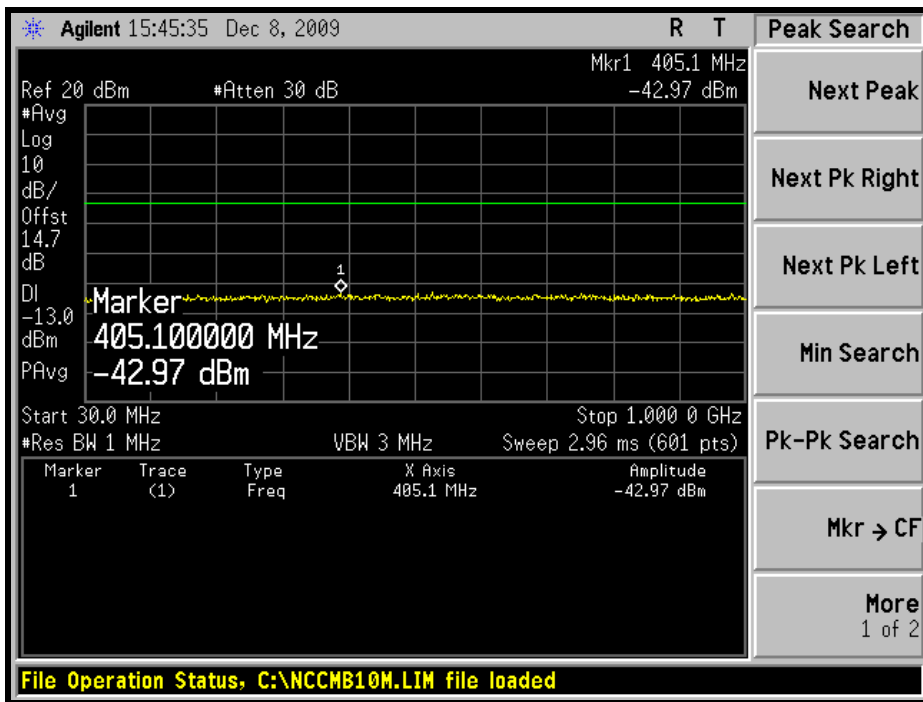 Agilent 15:45:35 Dec 8, 2009 R T
Peak Search
Mkr1 405.1 MHz
Ref 20 dBm #Atten 30 dB -42.97 dBm
Next Peak
#Avg
Log
10
dB/
Offst
14.7
dB
DI
-13.0
dBm
PAvg
1
Marker
405.100000 MHz
-42.97 dBm
Next Pk Right
Next Pk Left
Min Search
Start 30.0 MHz Stop 1.000 0 GHz
#Res BW 1 MHz VBW 3 MHz Sweep 2.96 ms (601 pts)
Pk-Pk Search
Marker Trace Type X Axis Amplitude
1 (1) Freq 405.1 MHz -42.97 dBm
Mkr → CF
More
1 of 2
File Operation Status, C:\NCCMB10M.LIM file loaded